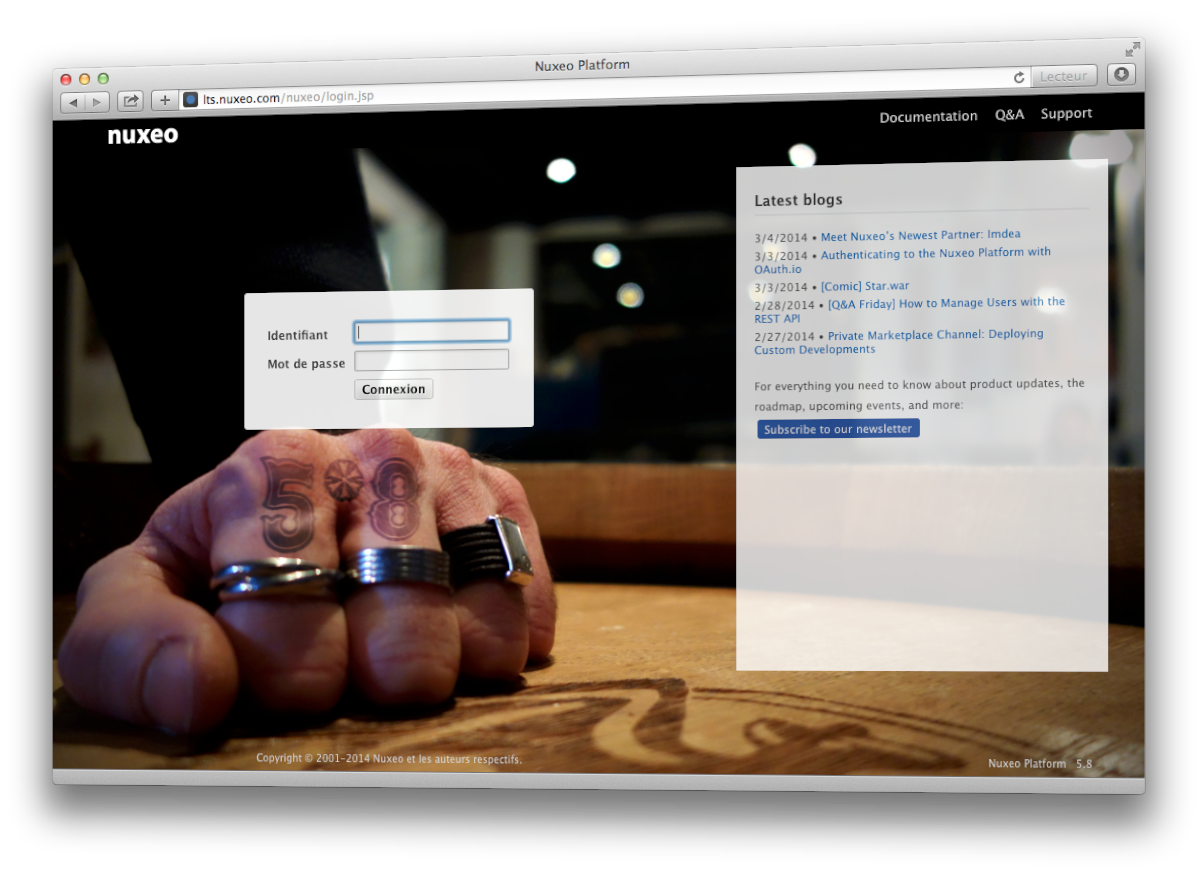 Nuxeo Platform
lts.nuxeo.com/nuxeo/login.jsp
Lecteur
nuxeo
Documentation Q&A Support
Latest blogs
3/4/2014 • Meet Nuxeo's Newest Partner: Imdea
3/3/2014 • Authenticating to the Nuxeo Platform with
OAuth.io
3/3/2014 • [Comic] Star.war
2/28/2014 • [Q&A Friday] How to Manage Users with the
REST API
2/27/2014 • Private Marketplace Channel: Deploying
Custom Developments
For everything you need to know about product updates, the
roadmap, upcoming events, and more:
Subscribe to our newsletter
Identifiant
Mot de passe
Connexion
5 8
Copyright © 2001-2014 Nuxeo et les auteurs respectifs.
Nuxeo Platform 5.8